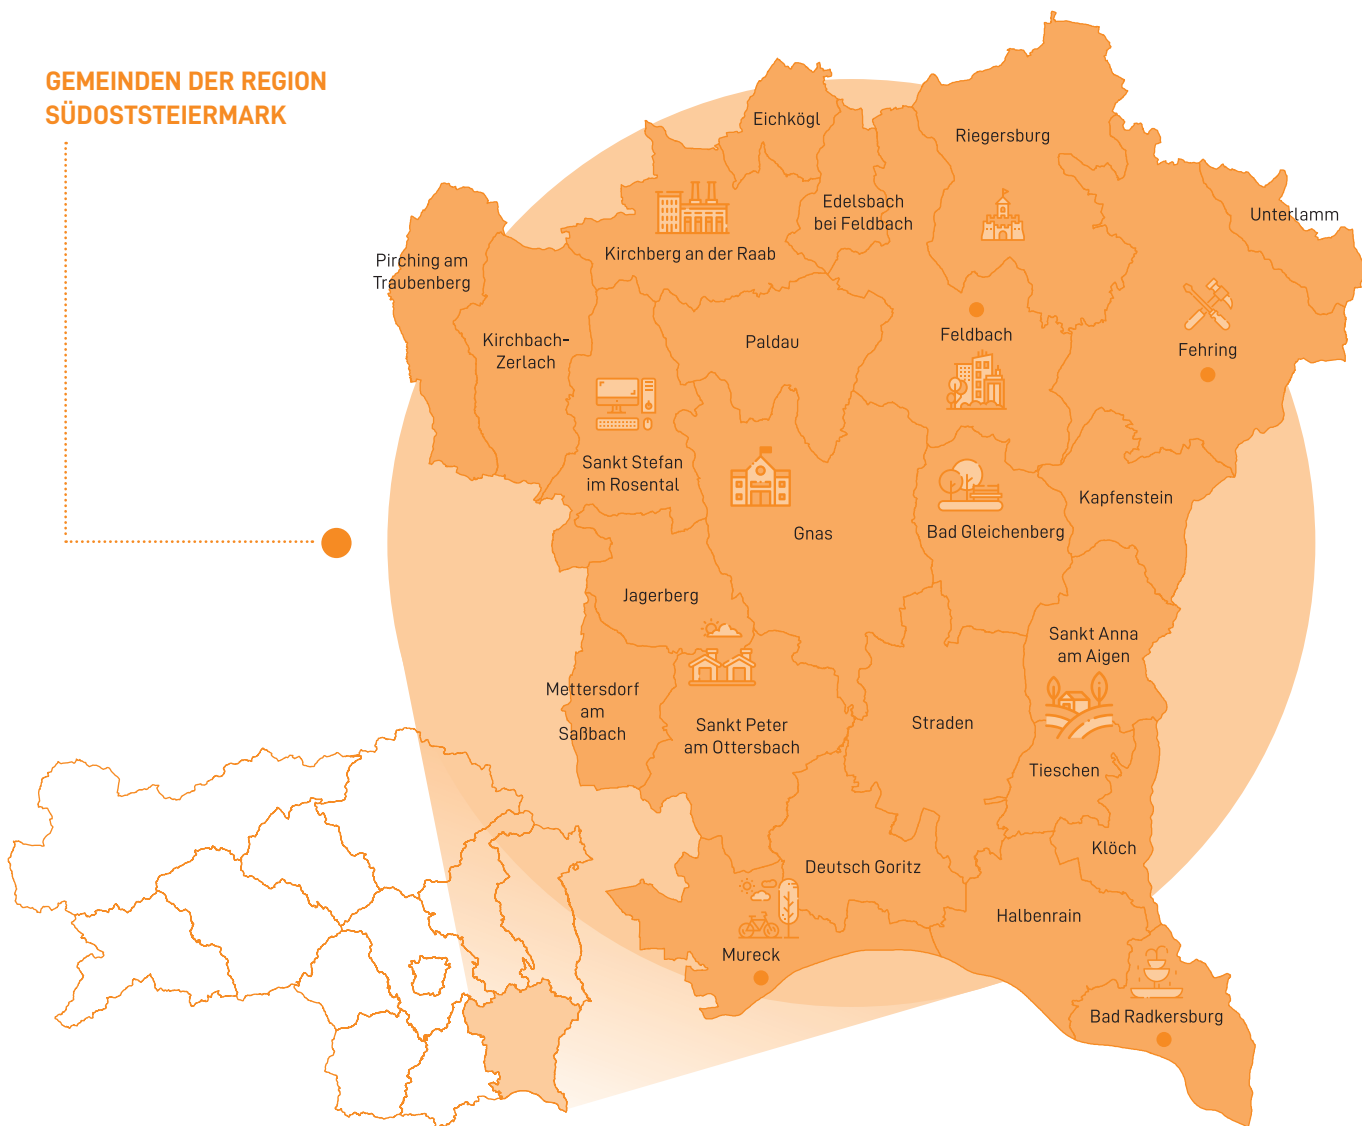 GEMEINDEN DER REGION
SÜDOSTSTEIERMARK
Eichkögl
Riegersburg
Edelsbach
bei Feldbach
Unterlamm
Kirchberg an der Raab
Pirching am
Traubenberg
Kirchbach-
Zerlach
Paldau
Feldbach
Fehring
Sankt Stefan
im Rosental
Kapfenstein
Gnas
Bad Gleichenberg
Jagerberg
Sankt Anna
am Aigen
Mettersdorf
am
Saßbach
Sankt Peter
am Ottersbach
Straden
Tieschen
Klöch
Deutsch Goritz
Halbenrain
Mureck
Bad Radkersburg